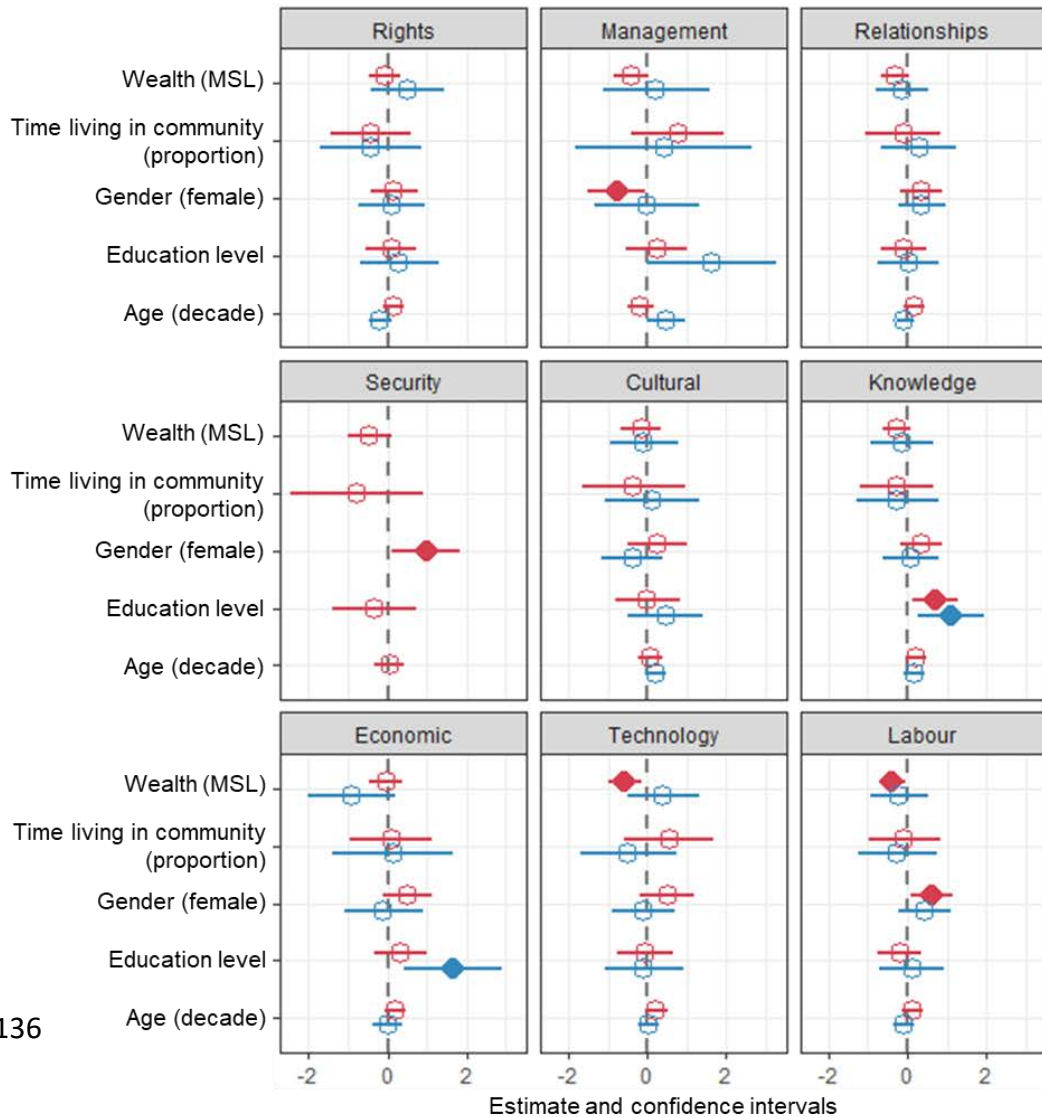 Rights Management Relationships
Wealth (MSL)
Time living in community
(proportion)
Gender (female)
Education level
Age (decade)
Security Cultural Knowledge
Wealth (MSL)
Time living in community
(proportion)
Gender (female)
Education level
Age (decade)
Economic Technology Labour
Wealth (MSL)
Time living in community
(proportion)
Gender (female)
Education level
136 Age (decade)
-2 0 2 -2 0 2 -2 0 2
Estimate and confidence intervals